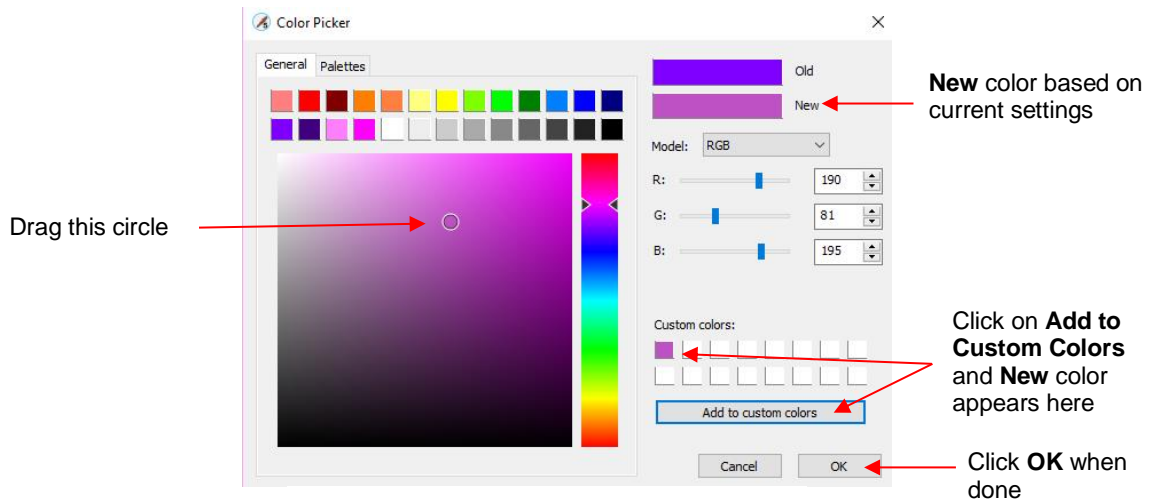 Color Picker
General Palettes
Old
New
Model: RGB
R: 190
G: 81
B: 195
Custom colors:
Add to custom colors
Cancel OK
Drag this circle
New color based on
current settings
Click on Add to
Custom Colors
and New color
appears here
Click OK when
done